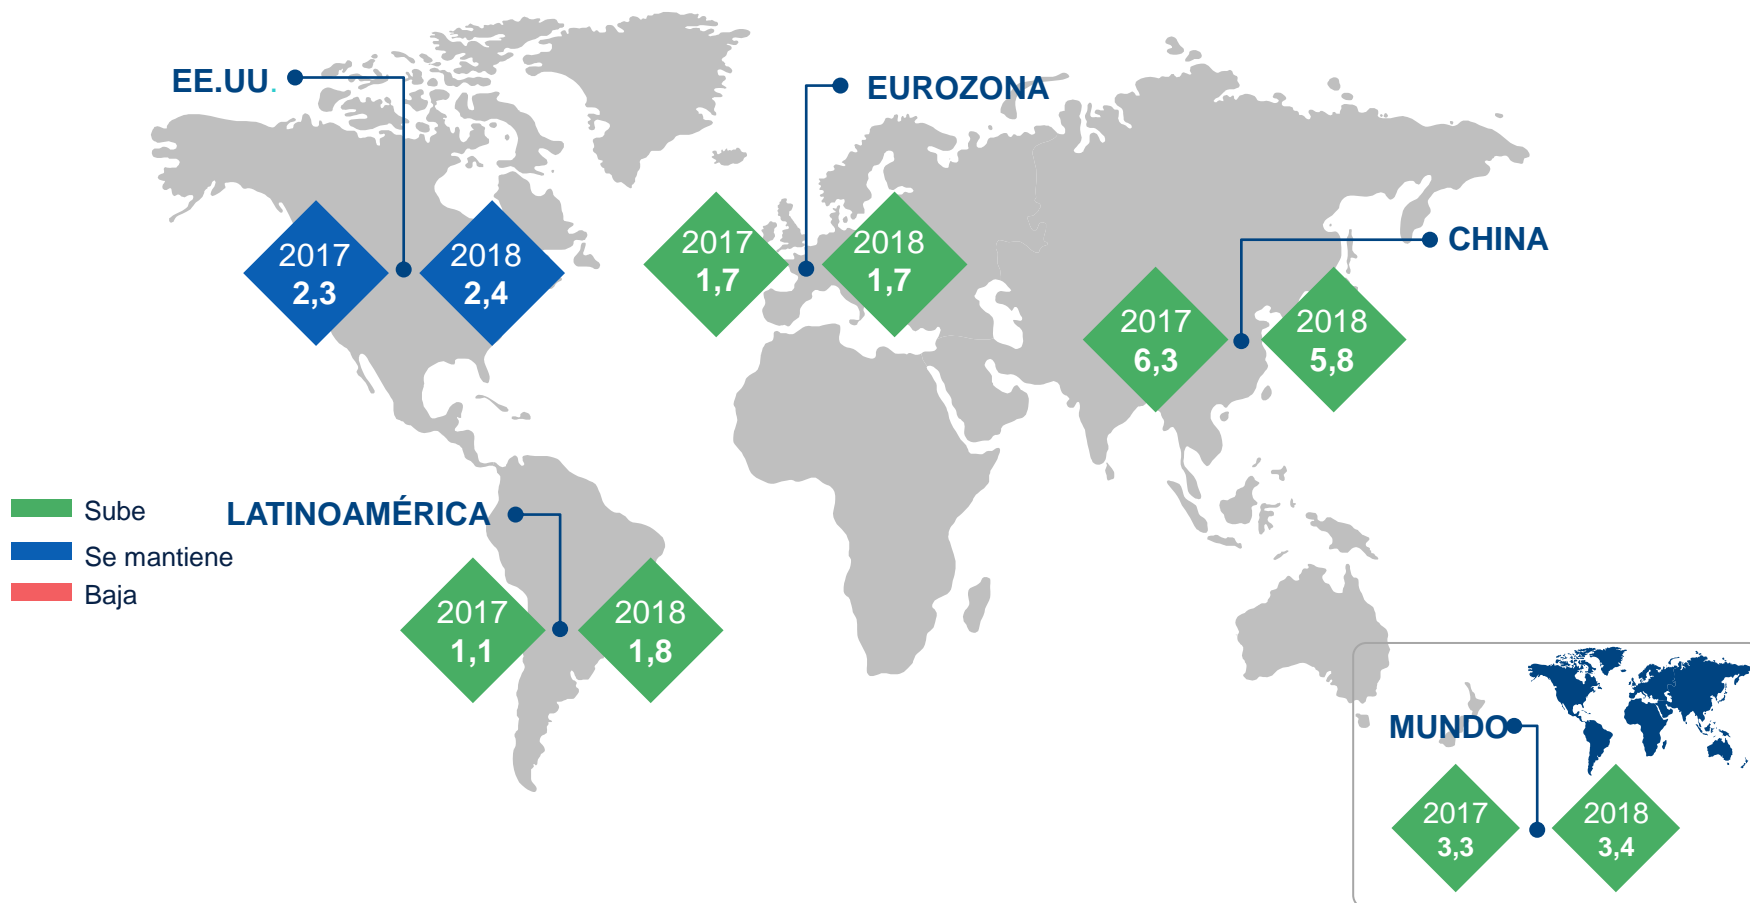 EE.UU.
2017
2,3
2018
2,4
EUROZONA
2017
1,7
2018
1,7
CHINA
2017
6,3
2018
5,8
Sube
Se mantiene
Baja
LATINOAMÉRICA
2017
1,1
2018
1,8
MUNDO
2017
3,3
2018
3,4